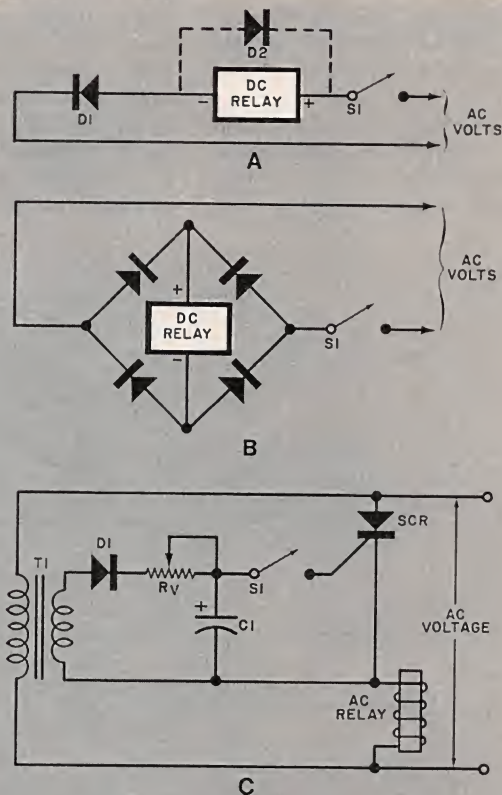 D2
DC
RELAY
- +
D1
S1
AC
VOLTS
A
AC
VOLTS
+
DC
RELAY
-
S1
B
SCR
T1
D1
RV
S1
+
C1
AC
RELAY
AC
VOLTAGE
C